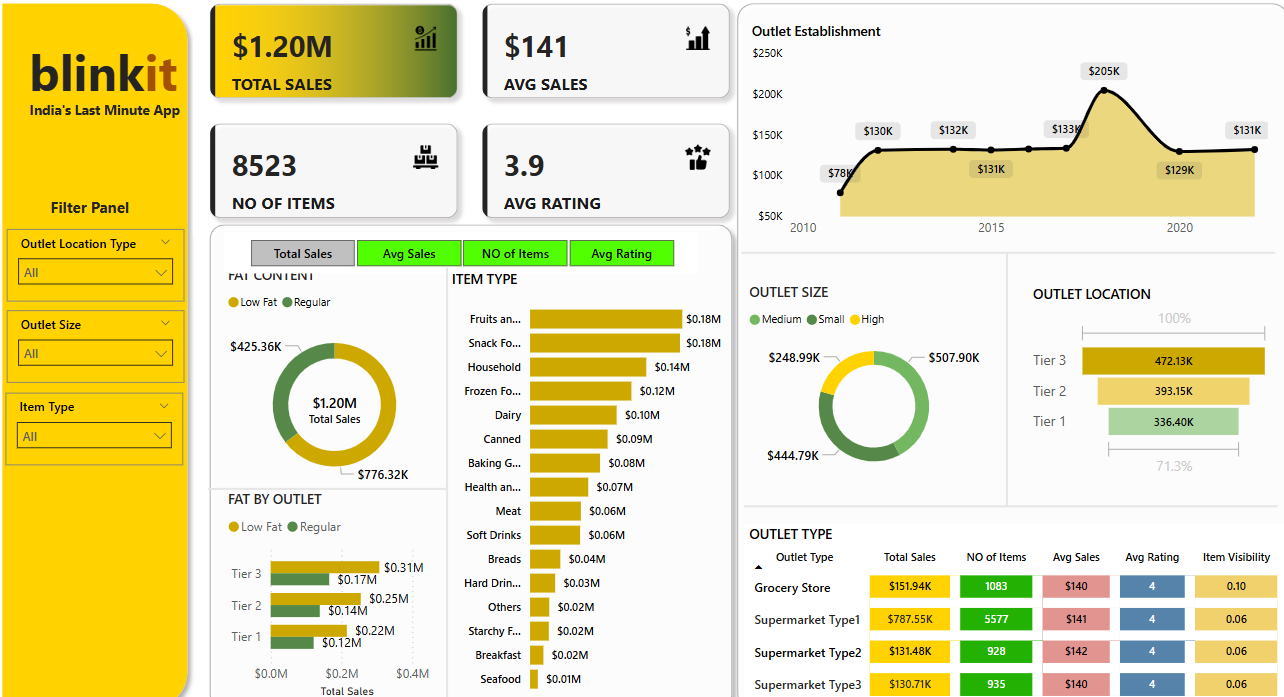 blinkit
India's Last Minute App
Filter Panel
Outlet Location Type
All
Outlet Size
All
Item Type
All
$1.20M
TOTAL SALES
$141
AVG SALES
8523
NO OF ITEMS
3.9
AVG RATING
Total Sales
Avg Sales
NO of Items
Avg Rating
FAT CONTENT
Low Fat
Regular
$425.36K
$1.20M
Total Sales
$776.32K
FAT BY OUTLET
Low Fat
Regular
Tier 3
$0.31M
$0.17M
Tier 2
$0.25M
$0.14M
Tier 1
$0.22M
$0.12M
$0.0M $0.2M $0.4M
Total Sales
ITEM TYPE
Fruits an... $0.18M
Snack Fo... $0.18M
Household $0.14M
Frozen Fo... $0.12M
Dairy $0.10M
Canned $0.09M
Baking G... $0.08M
Health an... $0.07M
Meat $0.06M
Soft Drinks $0.06M
Breads $0.04M
Hard Drin... $0.03M
Others $0.02M
Starchy F... $0.02M
Breakfast $0.02M
Seafood $0.01M
Outlet Establishment
$250K
$200K
$150K
$100K
$50K
$78K
$130K
$132K
$131K
$133K
$205K
$129K
$131K
2010 2015 2020
OUTLET SIZE
Medium Small High
$248.99K
$507.90K
$444.79K
OUTLET LOCATION
100%
Tier 3 472.13K
Tier 2 393.15K
Tier 1 336.40K
71.3%
OUTLET TYPE
Outlet Type Total Sales NO of Items Avg Sales Avg Rating Item Visibility
Grocery Store $151.94K 1083 $140 4 0.10
Supermarket Type1 $787.55K 5577 $141 4 0.06
Supermarket Type2 $131.48K 928 $142 4 0.06
Supermarket Type3 $130.71K 935 $140 4 0.06